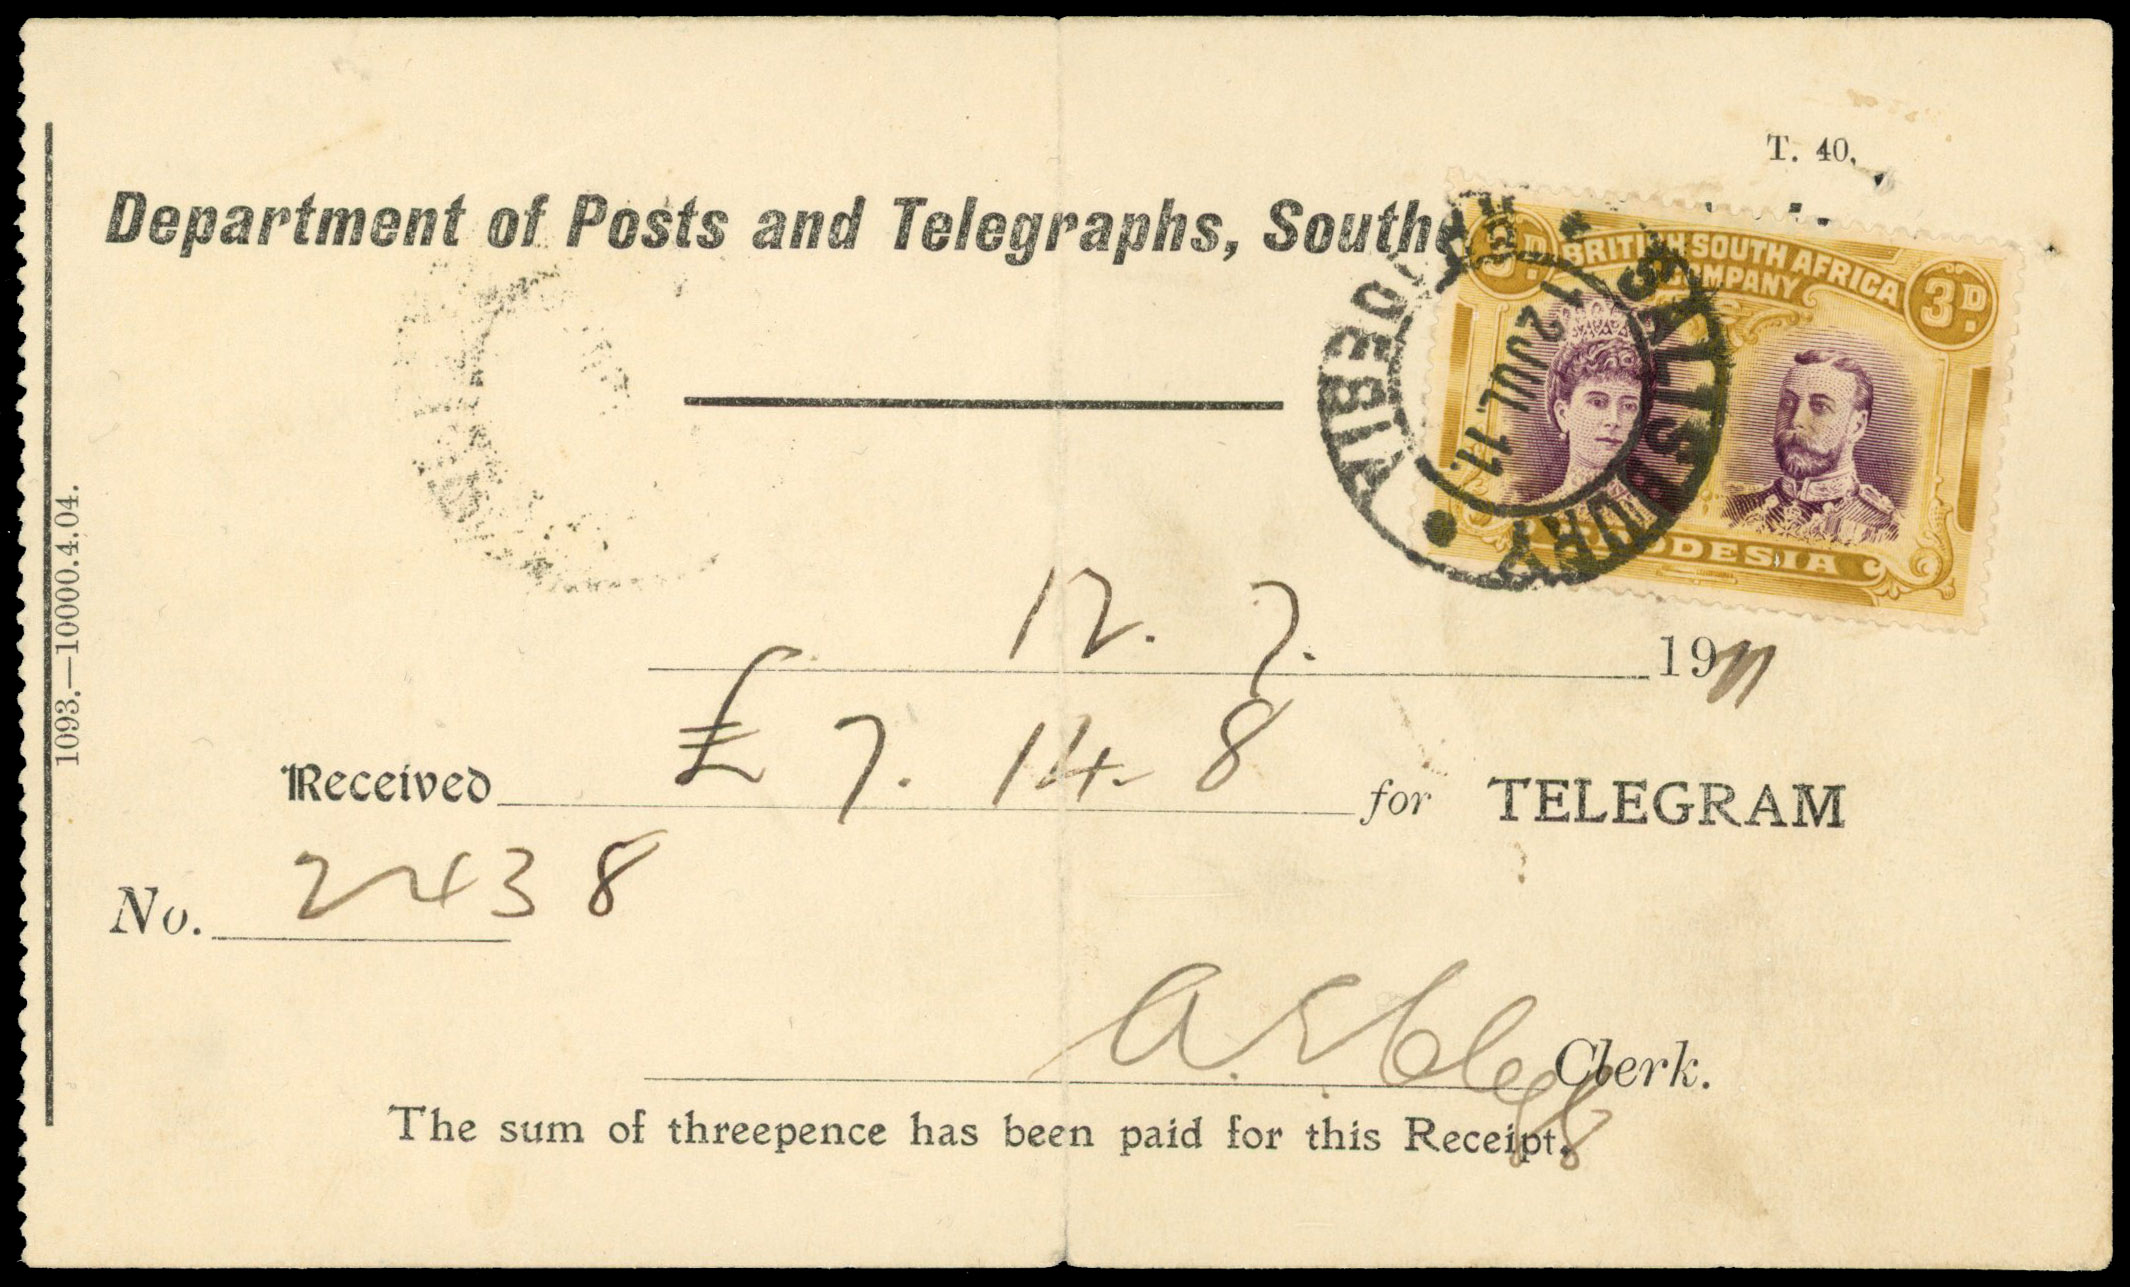 T. 40.
Department of Posts and Telegraphs, Southe
3D. BRITISH SOUTH AFRICA 3D.
COMPANY
RHODESIA
SALISBURY
12 JUL 11.
RHODESIA
12. 7. 1911
Received £7. 14. 8 for TELEGRAM
No. 2438
Clerk.
The sum of threepence has been paid for this Receipt.
1093.—10000.4.04.